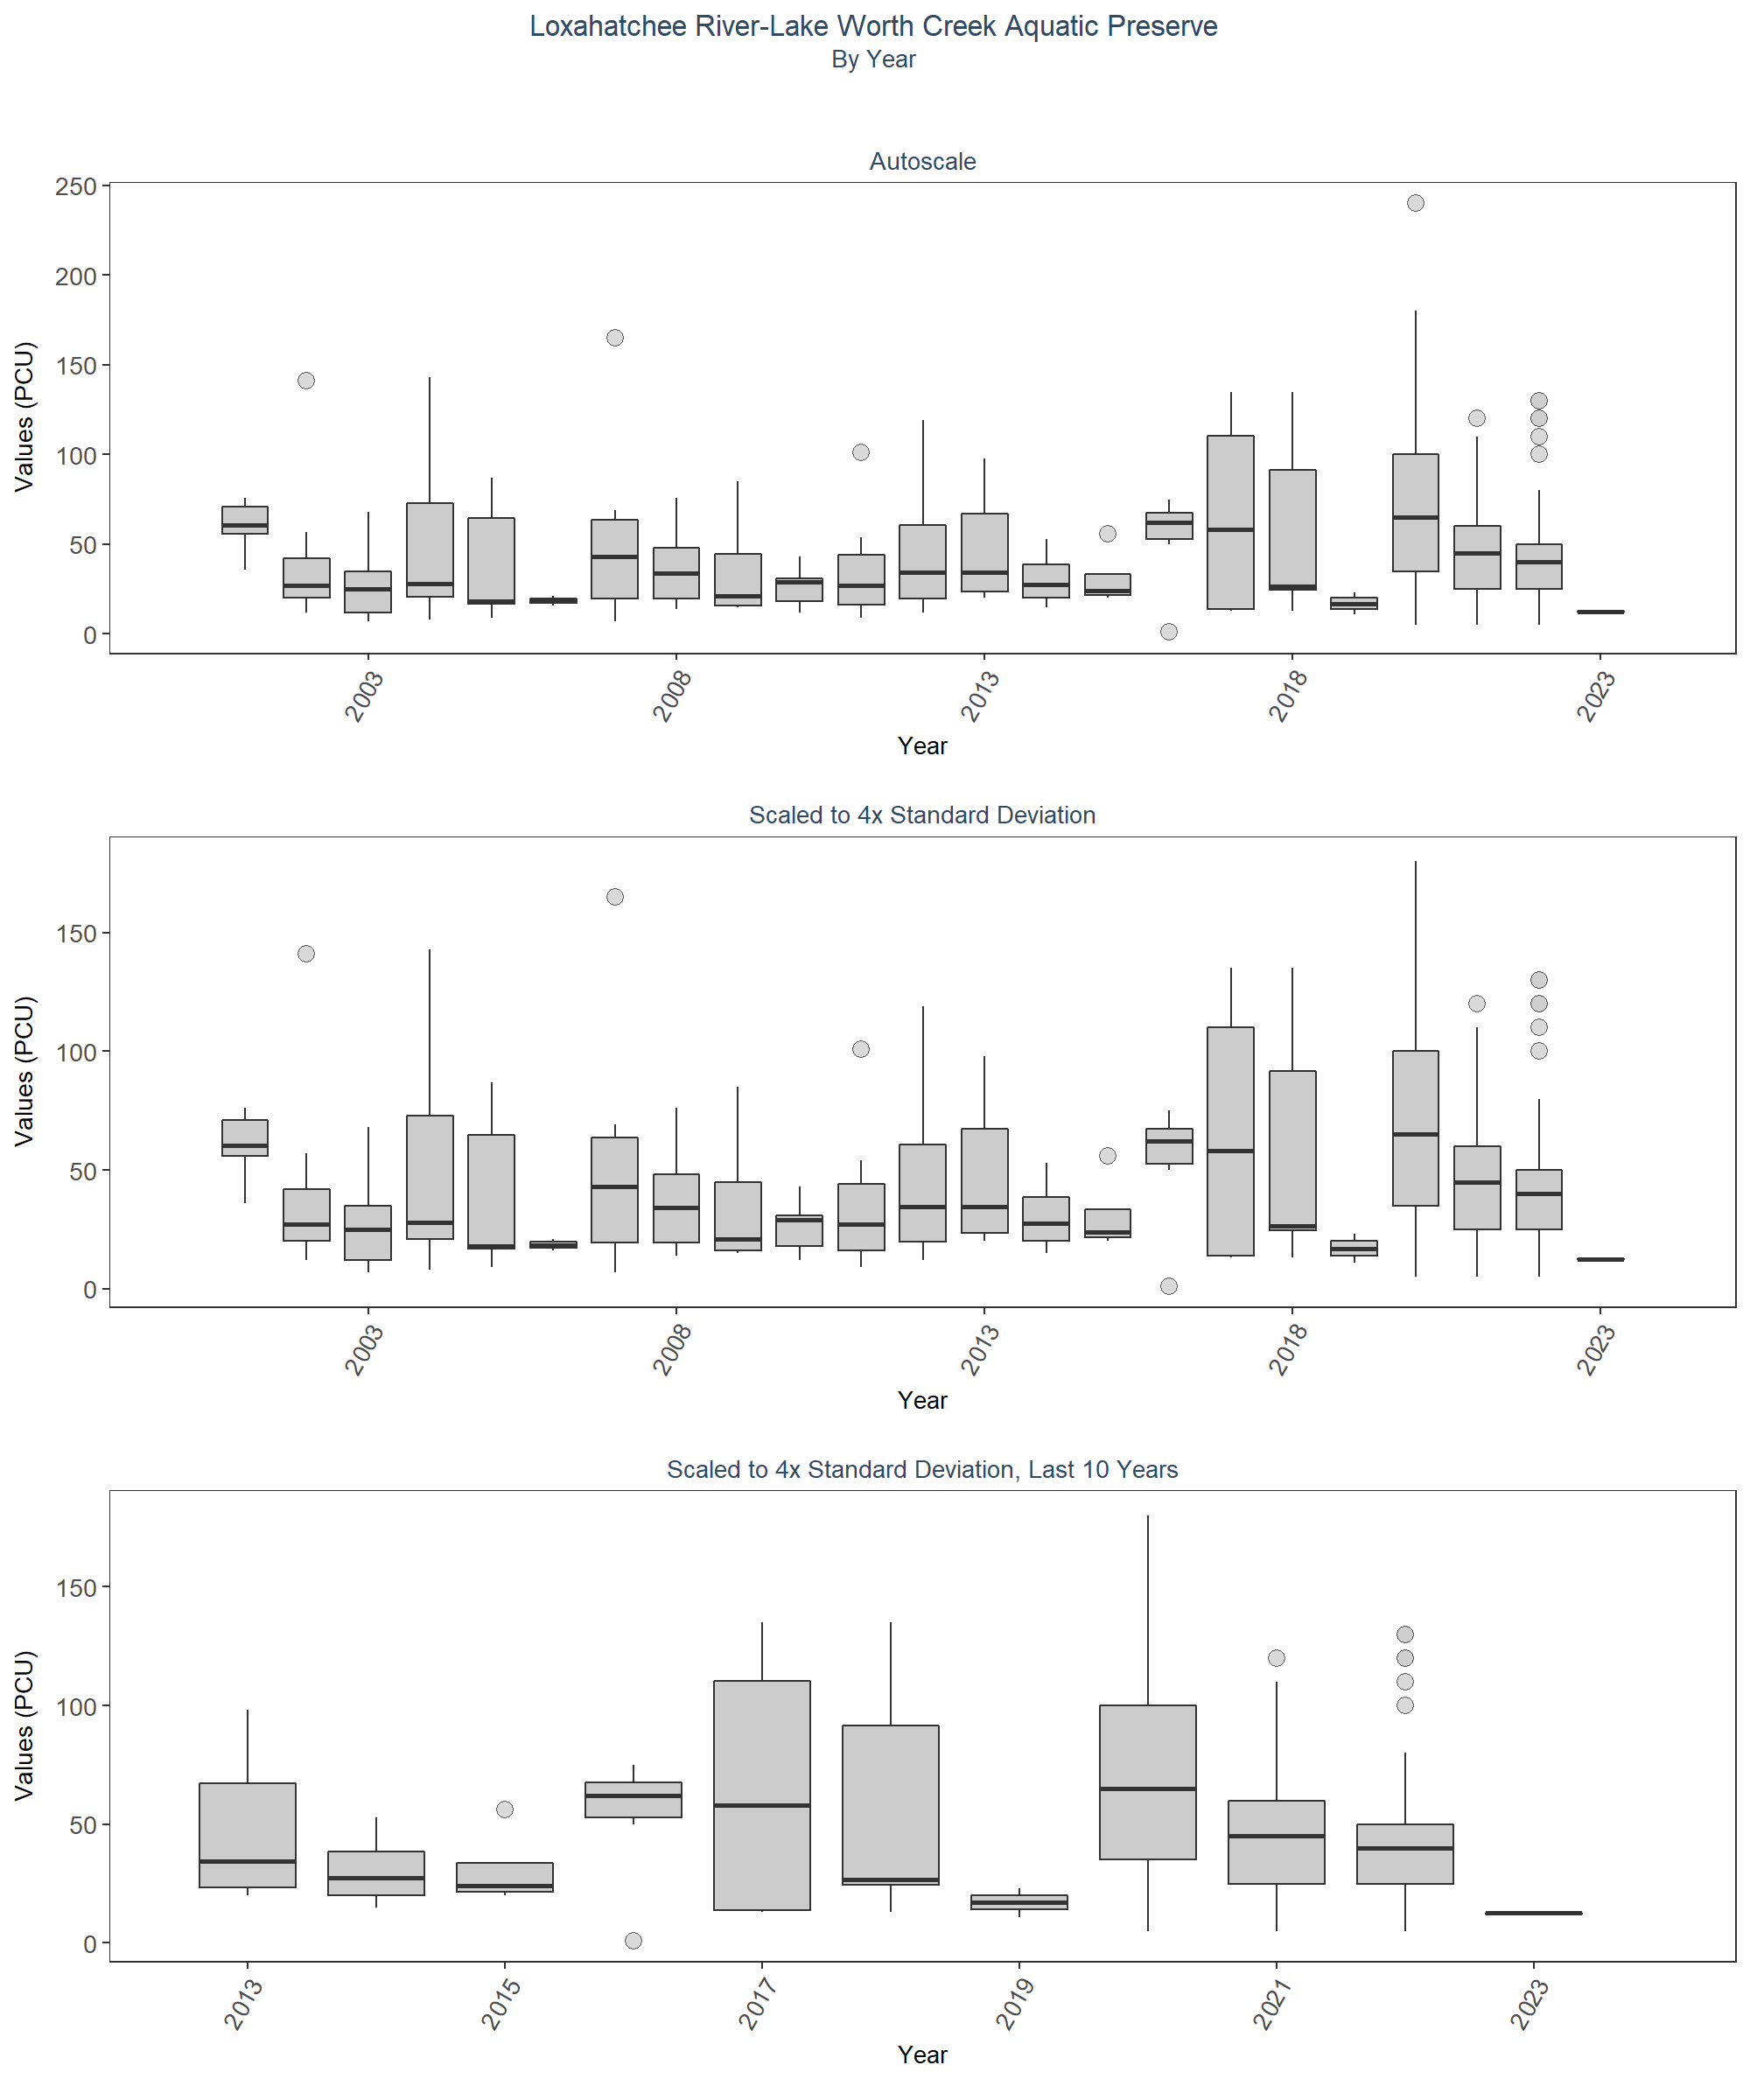 Loxahatchee River-Lake Worth Creek Aquatic Preserve
By Year
Autoscale
250
200
150
100
50
0
Values (PCU)
2003
2008
2013
2018
2023
Year
Scaled to 4x Standard Deviation
150
100
50
0
Values (PCU)
2003
2008
2013
2018
2023
Year
Scaled to 4x Standard Deviation, Last 10 Years
150
100
50
0
Values (PCU)
2013
2015
2017
2019
2021
2023
Year